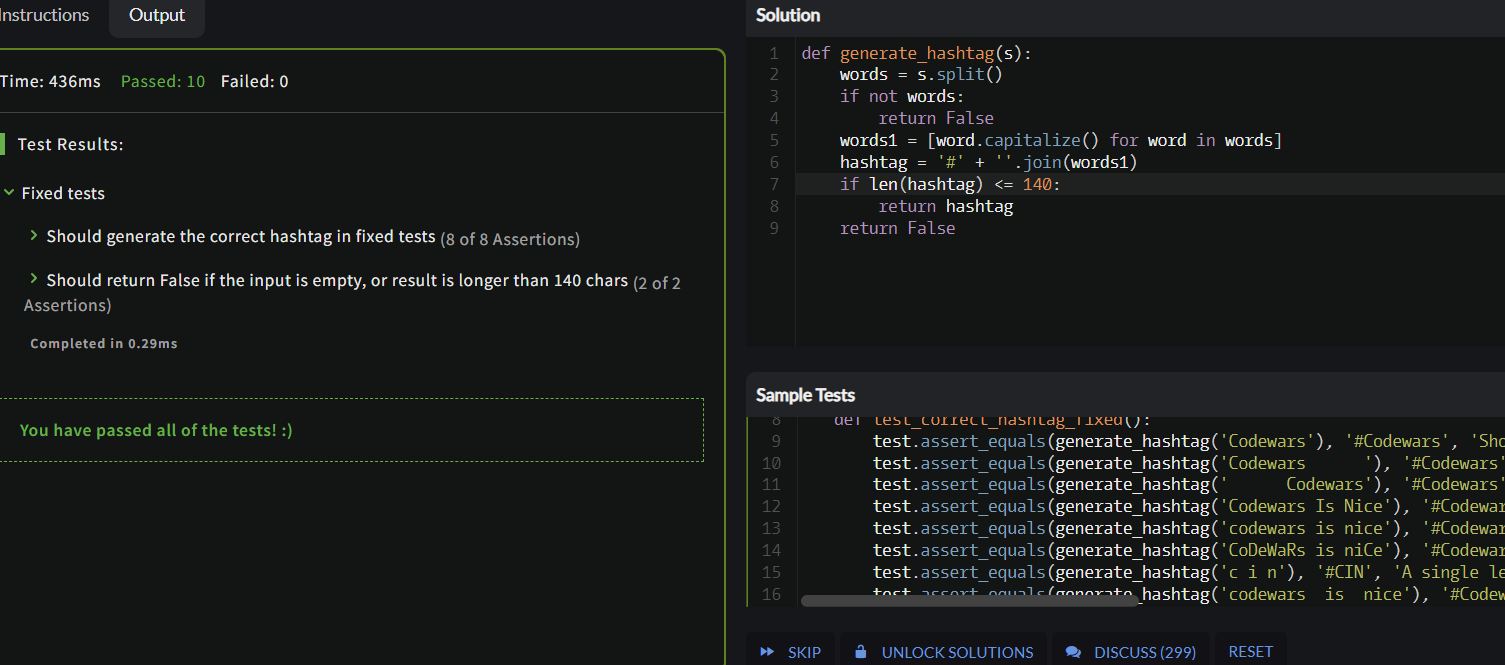 Instructions Output
Time: 436ms Passed: 10 Failed: 0
Test Results:
Fixed tests
Should generate the correct hashtag in fixed tests (8 of 8 Assertions)
Should return False if the input is empty, or result is longer than 140 chars (2 of 2
Assertions)
Completed in 0.29ms
You have passed all of the tests! :)
Solution
1 def generate_hashtag(s):
2     words = s.split()
3     if not words:
4         return False
5     words1 = [word.capitalize() for word in words]
6     hashtag = '#' + ''.join(words1)
7     if len(hashtag) <= 140:
8         return hashtag
9     return False
Sample Tests
8     def test_correct_hashtag_fixed():
9         test.assert_equals(generate_hashtag('Codewars'), '#Codewars', 'Sho
10         test.assert_equals(generate_hashtag('Codewars      '), '#Codewars'
11         test.assert_equals(generate_hashtag('      Codewars'), '#Codewars'
12         test.assert_equals(generate_hashtag('Codewars Is Nice'), '#Codewar
13         test.assert_equals(generate_hashtag('codewars is nice'), '#Codewar
14         test.assert_equals(generate_hashtag('CoDeWaRs is niCe'), '#Codewar
15         test.assert_equals(generate_hashtag('c i n'), '#CIN', 'A single le
16         test.assert_equals(generate_hashtag('codewars  is  nice'), '#Codew
SKIP UNLOCK SOLUTIONS DISCUSS (299) RESET